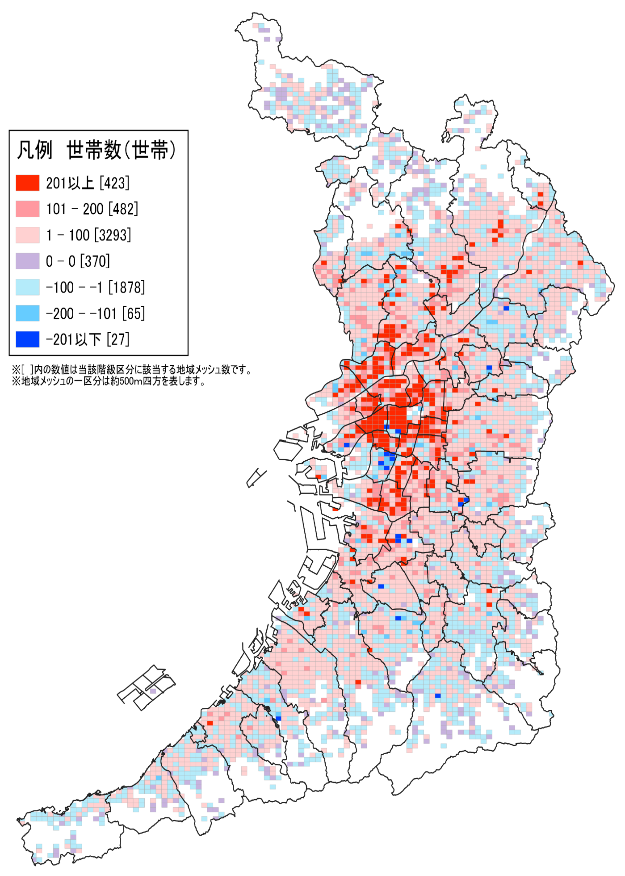 凡例 世帯数(世帯)
201以上 [423]
101 - 200 [482]
1 - 100 [3293]
0 - 0 [370]
-100 - -1 [1878]
-200 - -101 [65]
-201以下 [27]
※[ ]内の数値は当該階級区分に該当する地域メッシュ数です。
※地域メッシュの一区分は約500m四方を表します。